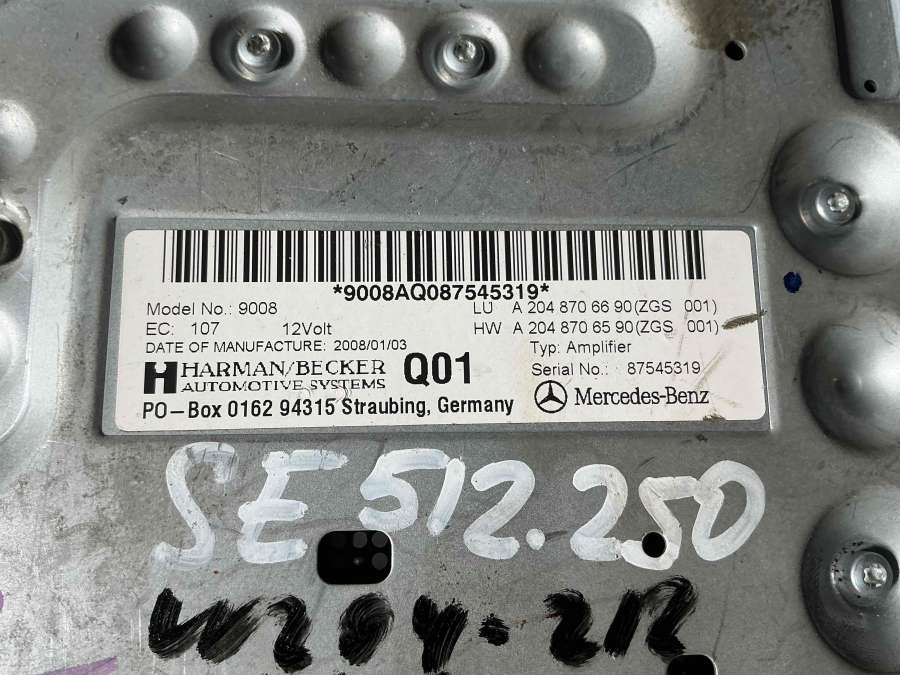 *9008AQ087545319*
Model No.: 9008
LU A 204 870 66 90 (ZGS 001)
EC: 107 12Volt
HW A 204 870 65 90 (ZGS 001)
DATE OF MANUFACTURE: 2008/01/03
Typ: Amplifier
HARMAN/BECKER
AUTOMOTIVE SYSTEMS
Q01
Serial No.: 87545319
PO-Box 0162 94315 Straubing, Germany
Mercedes-Benz
SE 512.250
W204-212